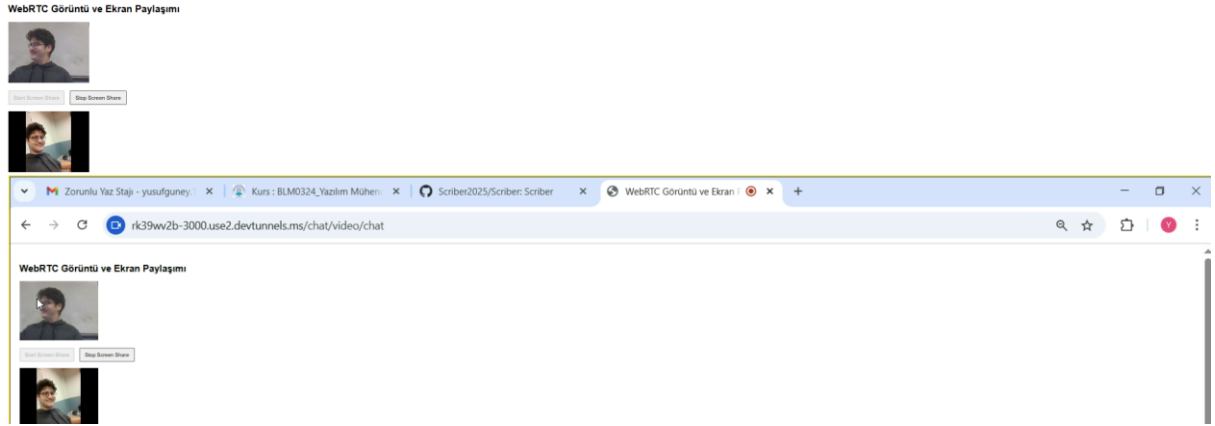 WebRTC Görüntü ve Ekran Paylaşımı
Start Screen Share Stop Screen Share
Zorunlu Yaz Stajı - yusufguney. Kurs : BLM0324_Yazılım Mühen Scriber2025/Scriber: Scriber WebRTC Görüntü ve Ekran
rk39wv2b-3000.use2.devtunnels.ms/chat/video/chat
Y
WebRTC Görüntü ve Ekran Paylaşımı
Start Screen Share Stop Screen Share